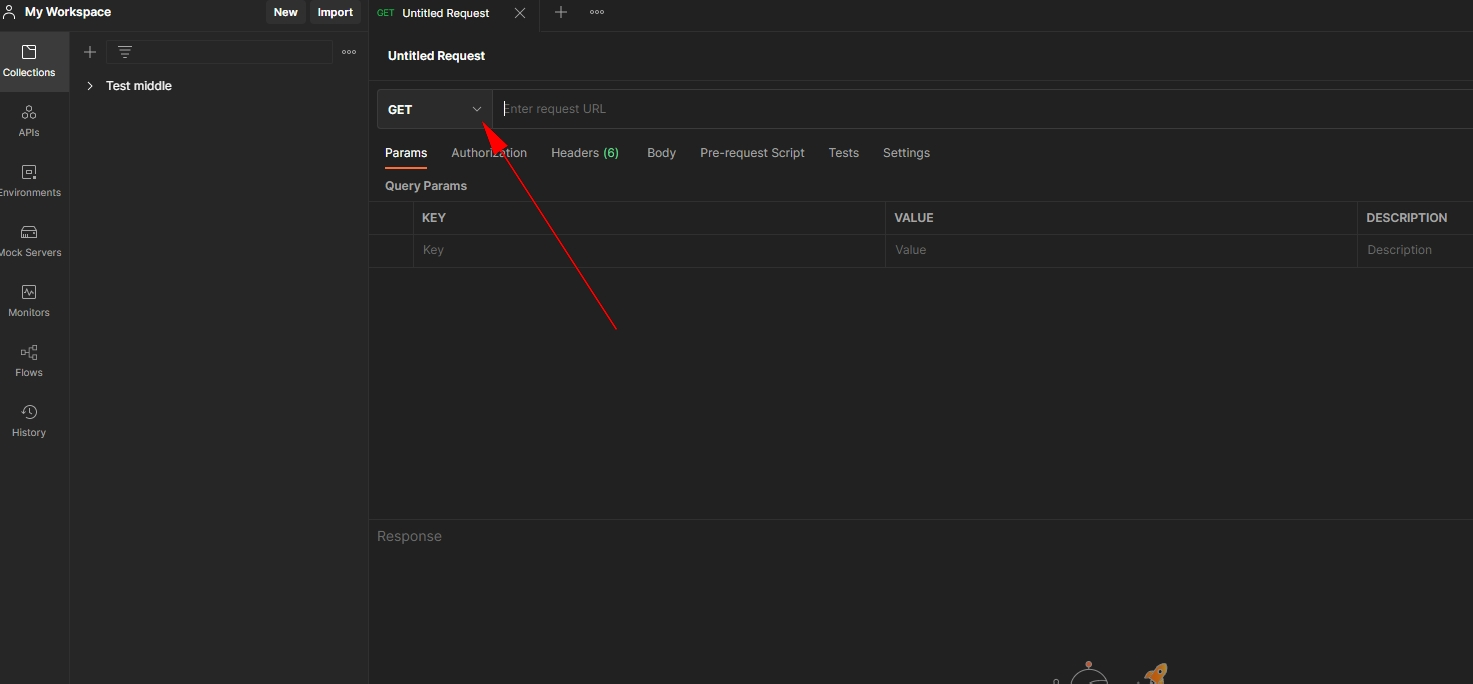 My Workspace
New
Import
GET Untitled Request
Collections
Test middle
APIs
Environments
Mock Servers
Monitors
Flows
History
Untitled Request
GET
Enter request URL
Params Authorization Headers (6) Body Pre-request Script Tests Settings
Query Params
KEY VALUE DESCRIPTION
Key Value Description
Response